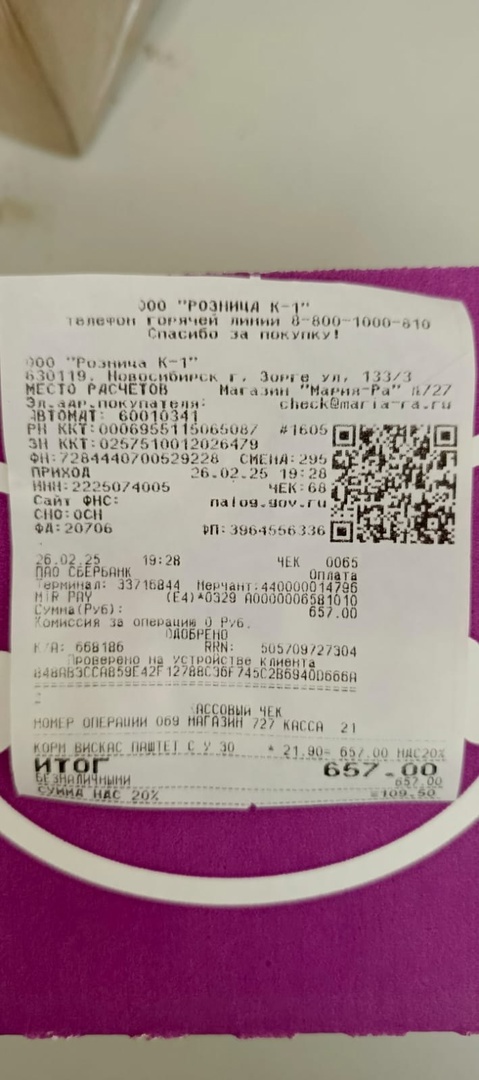 ООО "РОЗНИЦА К-1"
телефон горячей линии 8-800-1000-610
Спасибо за покупку!
ООО "Розница К-1"
630119, Новосибирск г, Зорге ул, 133/3
МЕСТО РАСЧЕТОВ Магазин "Мария-Ра" &/27
Эл.адр.покупателя: check@maria-ra.ru
АВТОМАТ: 60010341
РН ККТ:0006955115065087 #1605
ЗН ККТ:0257510012026479
ФН:7284440700529228 СМЕНА:295
ПРИХОД 26.02.25 19:28
ИНН:2225074005 ЧЕК:68
Сайт ФНС: nalog.gov.ru
СНО:ОСН
ФД:20706 ФП:3964556336
26.02.25 19:28 ЧЕК 0065
ПАО СБЕРБАНК Оплата
Терминал: 33716844 Мерчант:440000014796
MIR PAY (E4)*0329 A0000006581010
Сумма(Руб): 657.00
Комиссия за операцию 0 Руб.
ОДОБРЕНО
К/А: 668186 RRN: 505709727304
Проверено на устройстве клиента
КАССОВЫЙ ЧЕК
НОМЕР ОПЕРАЦИИ 069 МАГАЗИН 727 КАССА 21
КОРМ ВИСКАС ПАШТЕТ С У 30 * 21.90= 657.00 НДС20%
ИТОГ 657.00
БЕЗНАЛИЧНЫМИ 657.00
СУММА НДС 20% =109.50